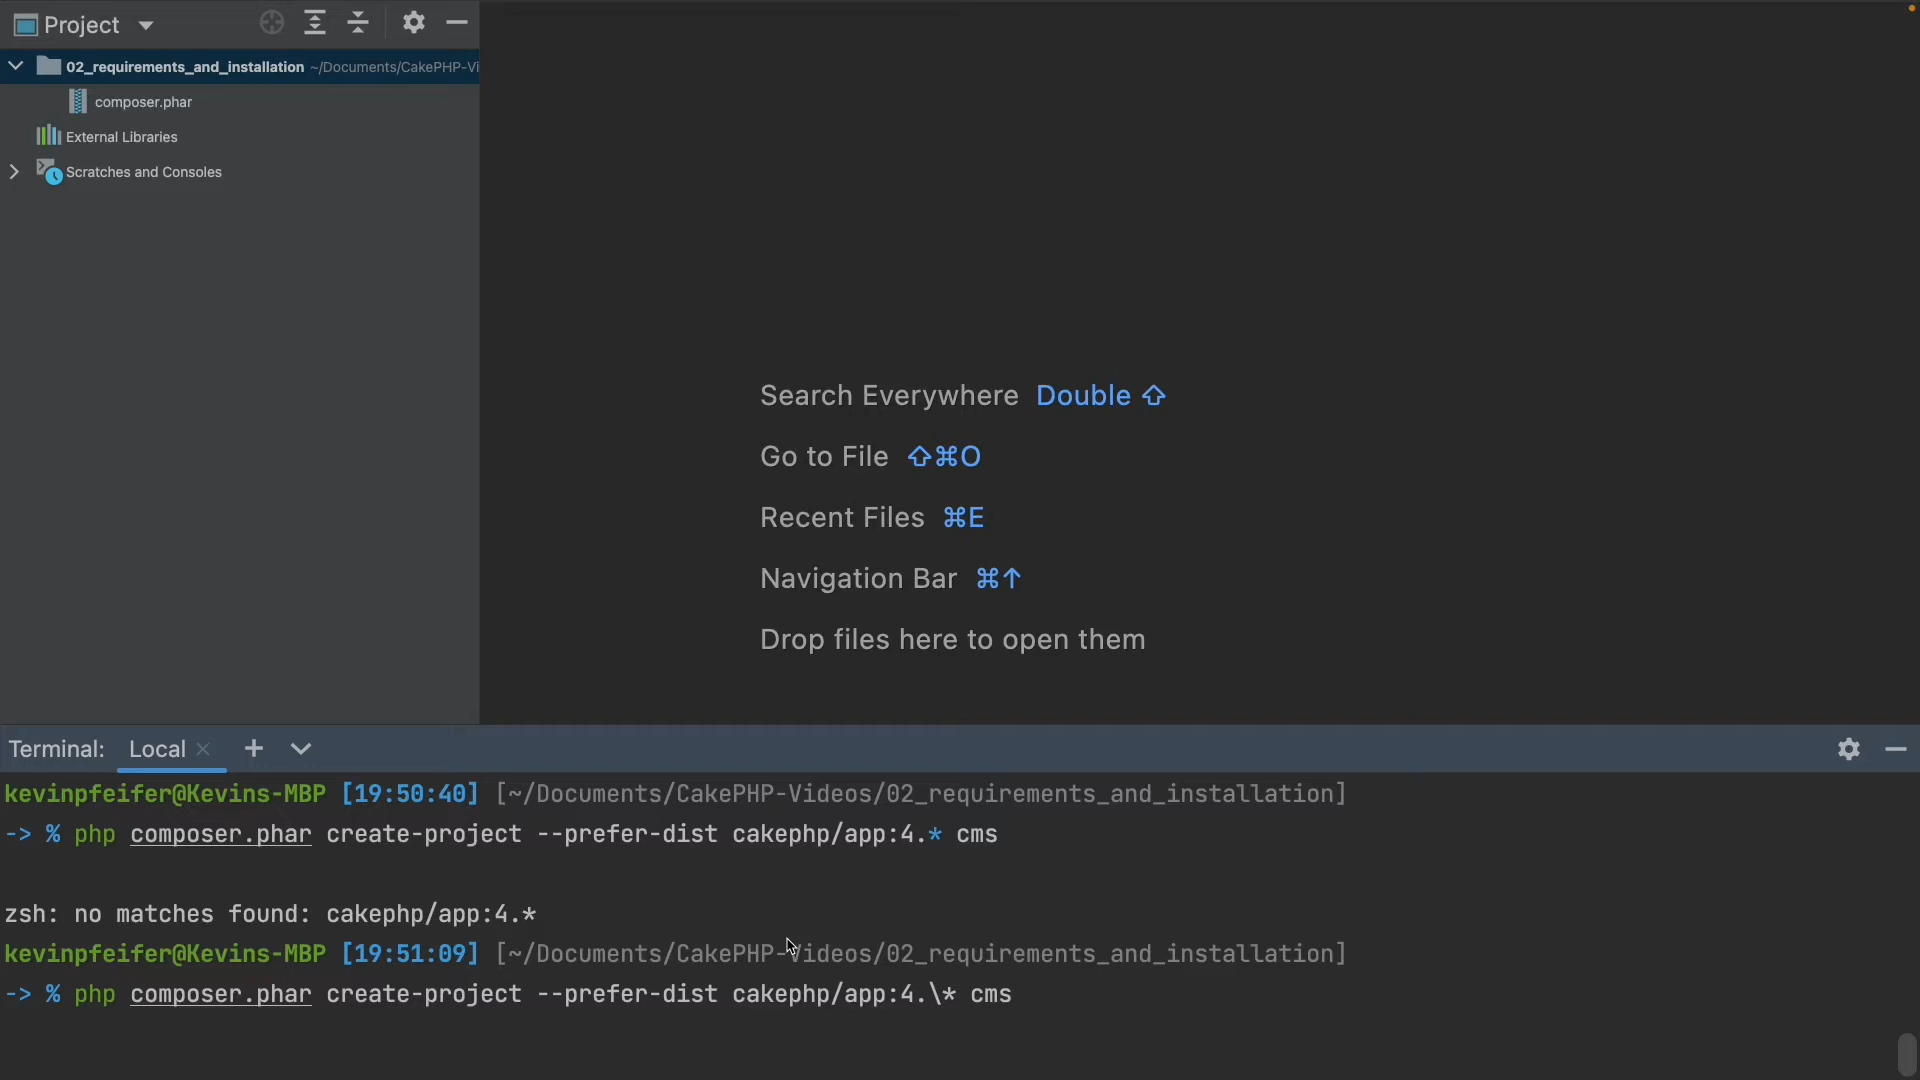 Project
02_requirements_and_installation ~/Documents/CakePHP-Vi
composer.phar
External Libraries
Scratches and Consoles
Search Everywhere Double ⇧
Go to File ⇧⌘O
Recent Files ⌘E
Navigation Bar ⌘↑
Drop files here to open them
Terminal: Local
kevinpfeifer@Kevins-MBP [19:50:40] [~/Documents/CakePHP-Videos/02_requirements_and_installation]
-> % php composer.phar create-project --prefer-dist cakephp/app:4.* cms
zsh: no matches found: cakephp/app:4.*
kevinpfeifer@Kevins-MBP [19:51:09] [~/Documents/CakePHP-Videos/02_requirements_and_installation]
-> % php composer.phar create-project --prefer-dist cakephp/app:4.\* cms